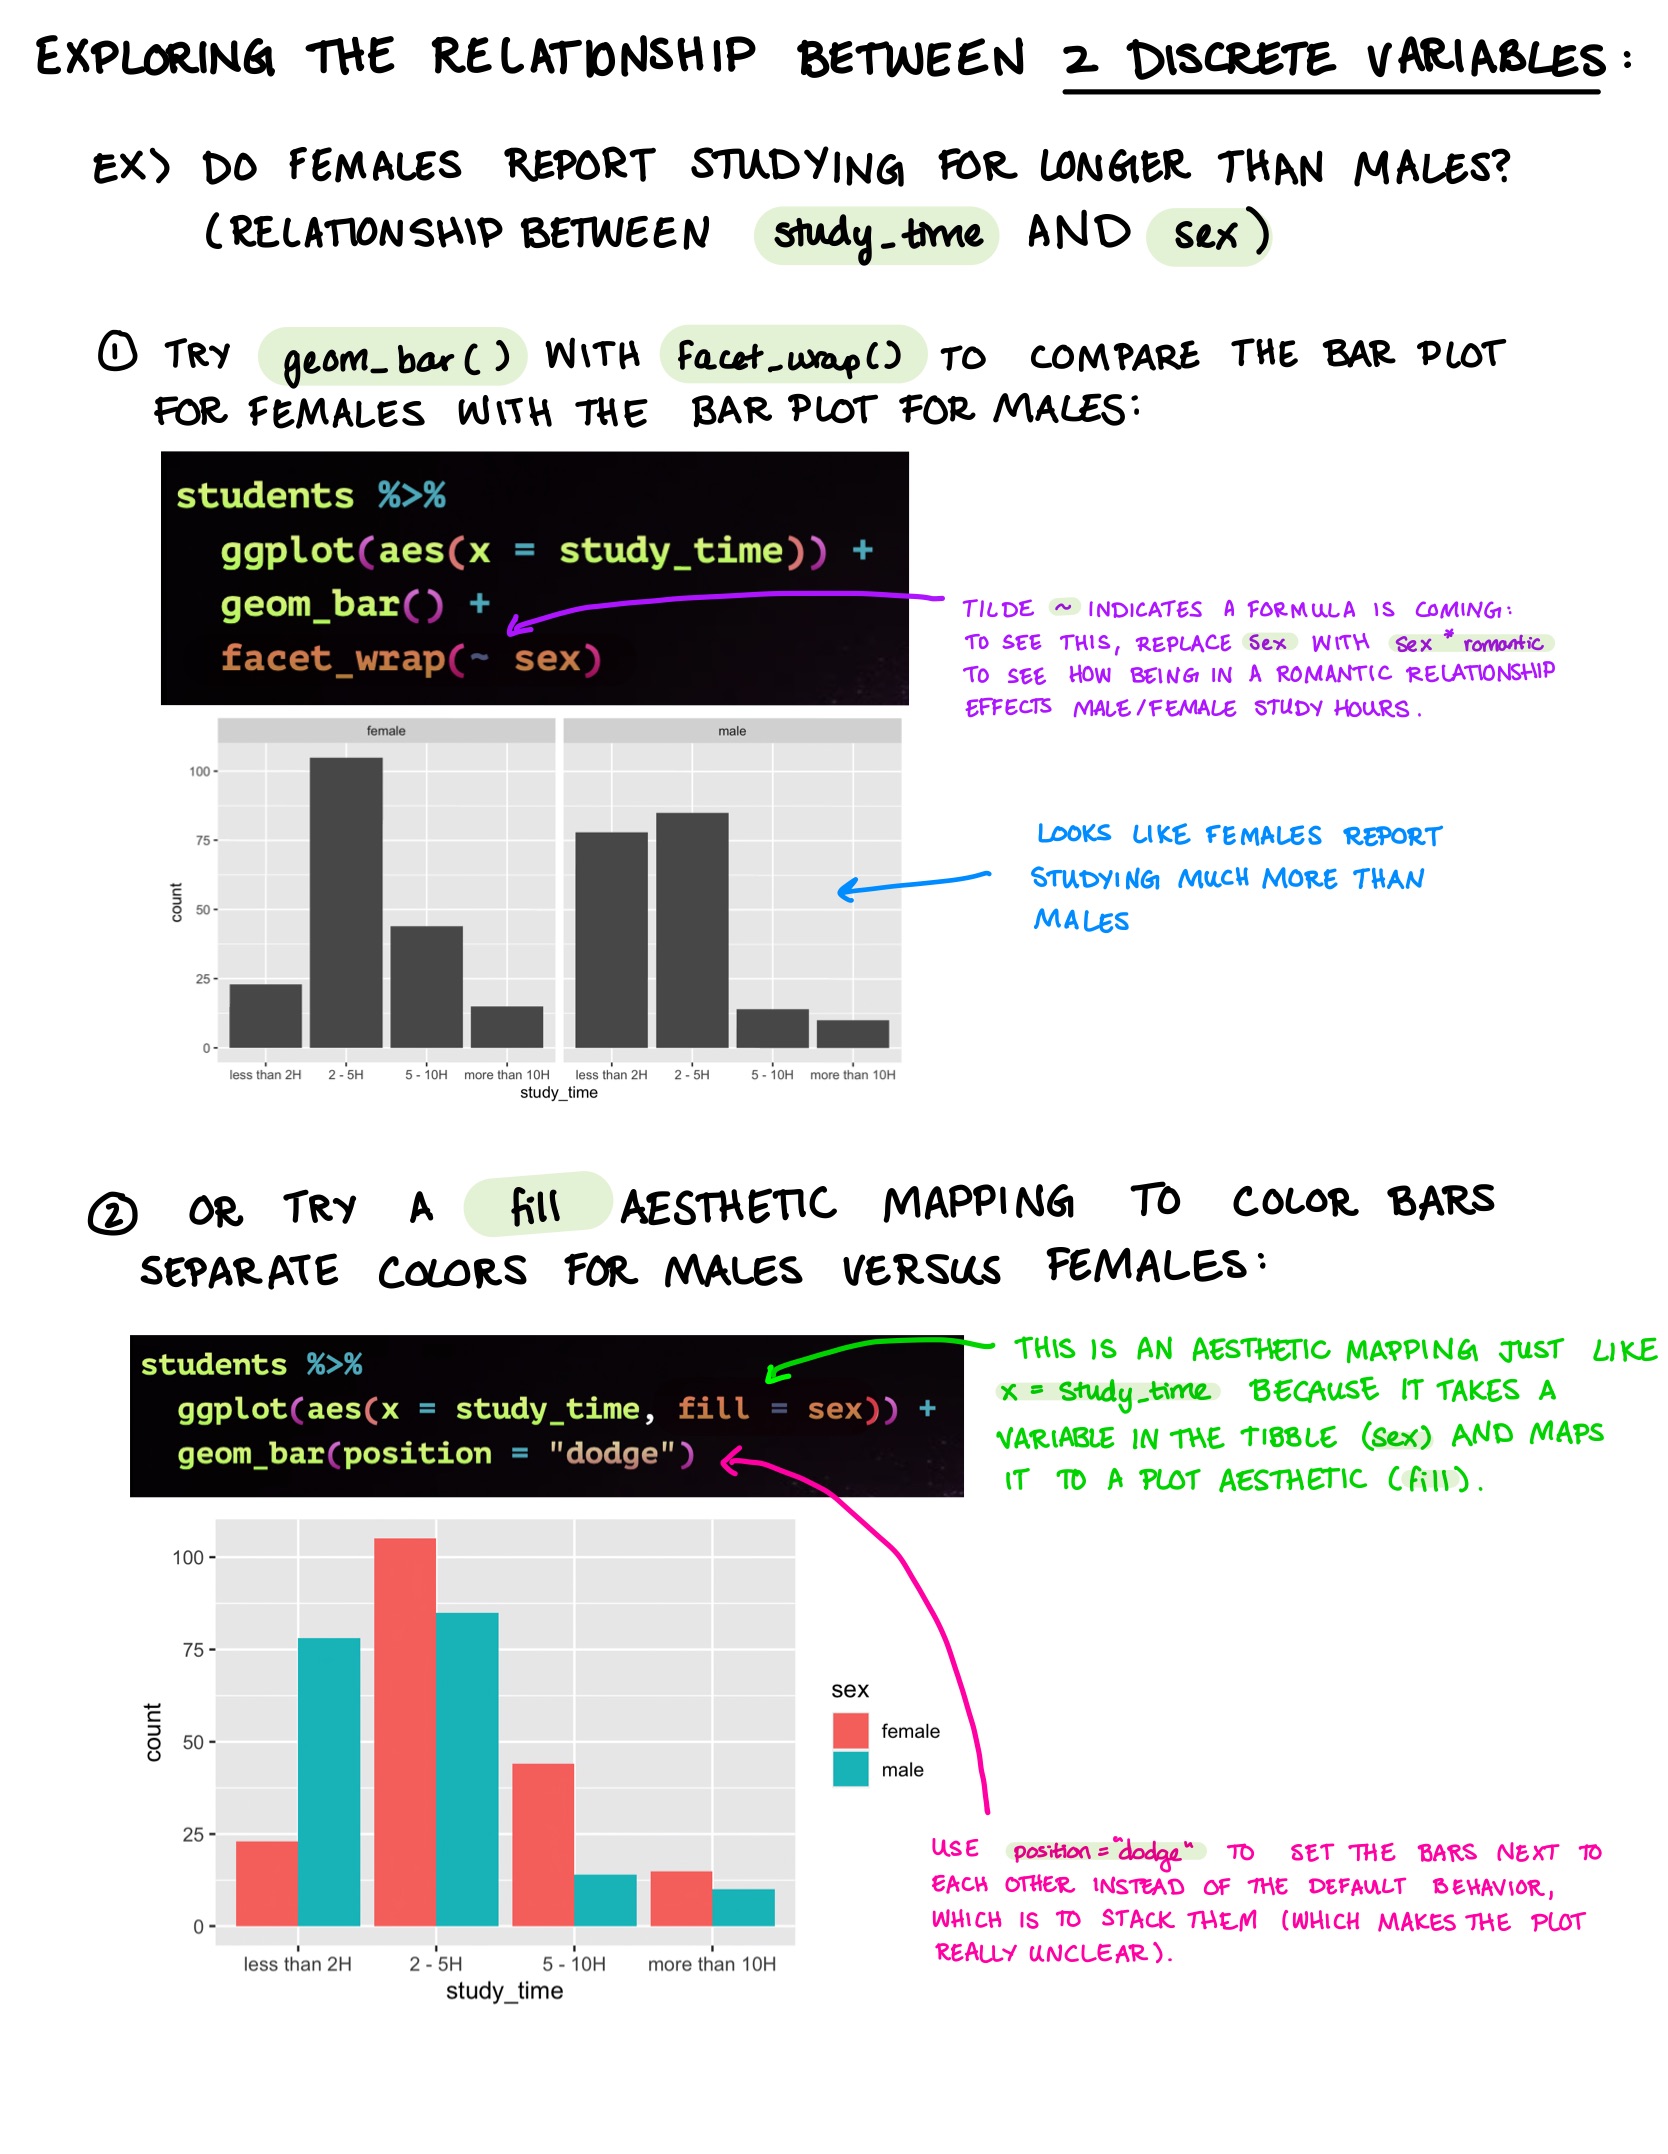 EXPLORING THE RELATIONSHIP BETWEEN 2 DISCRETE VARIABLES:
EX) DO FEMALES REPORT STUDYING FOR LONGER THAN MALES?
(RELATIONSHIP BETWEEN study_time AND sex)
① TRY geom_bar() WITH facet_wrap() TO COMPARE THE BAR PLOT
FOR FEMALES WITH THE BAR PLOT FOR MALES:
students %>%
ggplot(aes(x = study_time)) +
geom_bar() +
facet_wrap(~ sex)
TILDE ~ INDICATES A FORMULA IS COMING:
TO SEE THIS, REPLACE sex WITH sex * romantic
TO SEE HOW BEING IN A ROMANTIC RELATIONSHIP
EFFECTS MALE/FEMALE STUDY HOURS.
female male
100
75
50
25
0
count
less than 2H 2 - 5H 5 - 10H more than 10H less than 2H 2 - 5H 5 - 10H more than 10H
study_time
LOOKS LIKE FEMALES REPORT
STUDYING MUCH MORE THAN
MALES
② OR TRY A fill AESTHETIC MAPPING TO COLOR BARS
SEPARATE COLORS FOR MALES VERSUS FEMALES:
students %>%
ggplot(aes(x = study_time, fill = sex)) +
geom_bar(position = "dodge")
THIS IS AN AESTHETIC MAPPING JUST LIKE
x = study_time BECAUSE IT TAKES A
VARIABLE IN THE TIBBLE (sex) AND MAPS
IT TO A PLOT AESTHETIC (fill).
100
75
50
25
0
count
less than 2H 2 - 5H 5 - 10H more than 10H
study_time
sex
female
male
USE position = "dodge" TO SET THE BARS NEXT TO
EACH OTHER INSTEAD OF THE DEFAULT BEHAVIOR,
WHICH IS TO STACK THEM (WHICH MAKES THE PLOT
REALLY UNCLEAR).